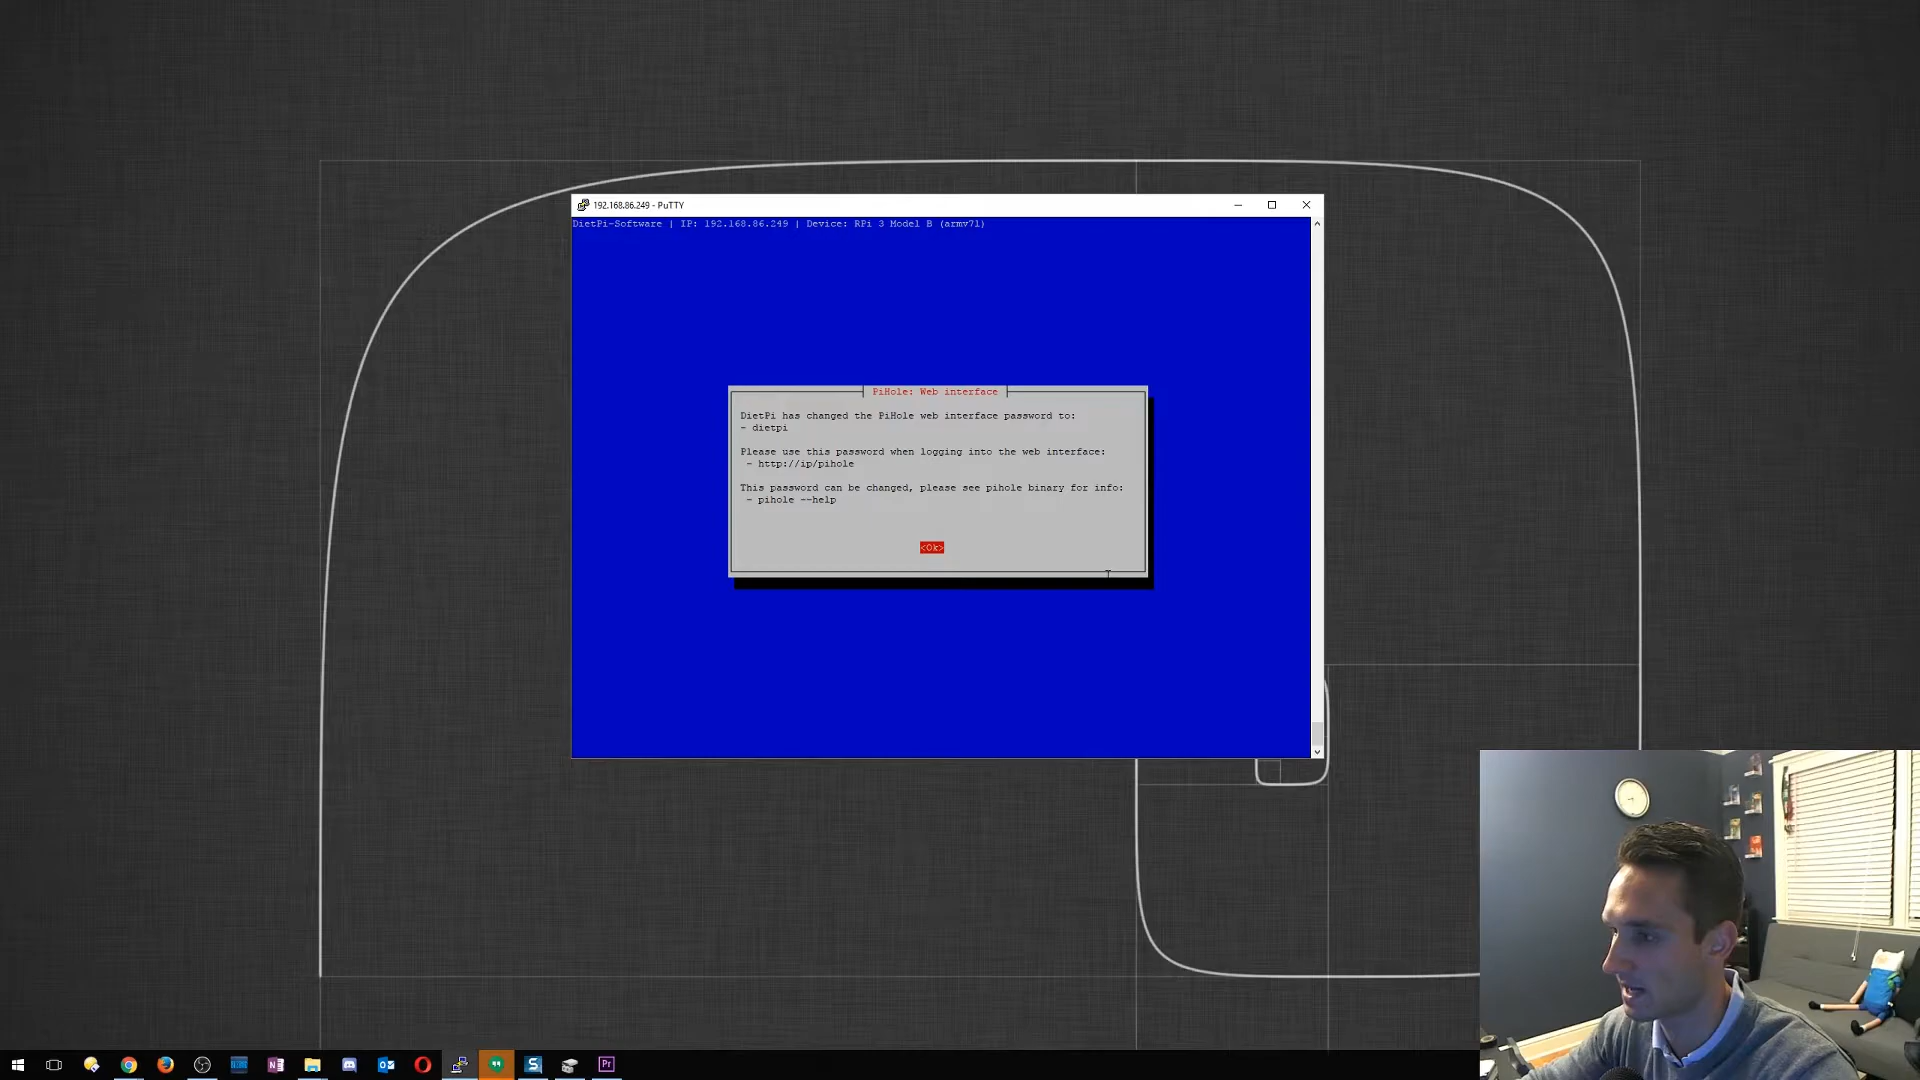 192.168.86.249 - PuTTY
DietPi-Software | IP: 192.168.86.249 | Device: RPi 3 Model B (armv7l)
PiHole: Web interface
DietPi has changed the PiHole web interface password to:
- dietpi
Please use this password when logging into the web interface:
- http://ip/pihole
This password can be changed, please see pihole binary for info:
- pihole --help
<Ok>